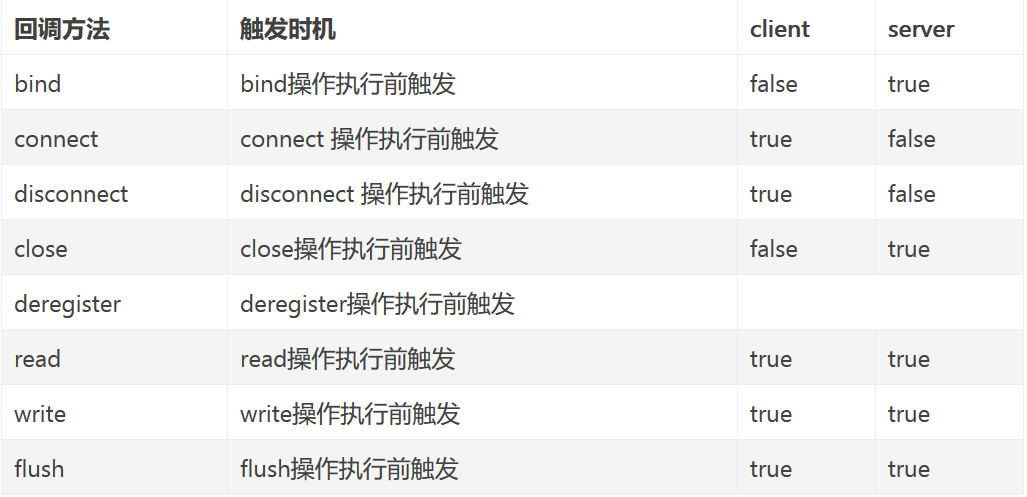 回调方法 触发时机 client server
bind bind操作执行前触发 false true
connect connect 操作执行前触发 true false
disconnect disconnect 操作执行前触发 true false
close close操作执行前触发 false true
deregister deregister操作执行前触发
read read操作执行前触发 true true
write write操作执行前触发 true true
flush flush操作执行前触发 true true